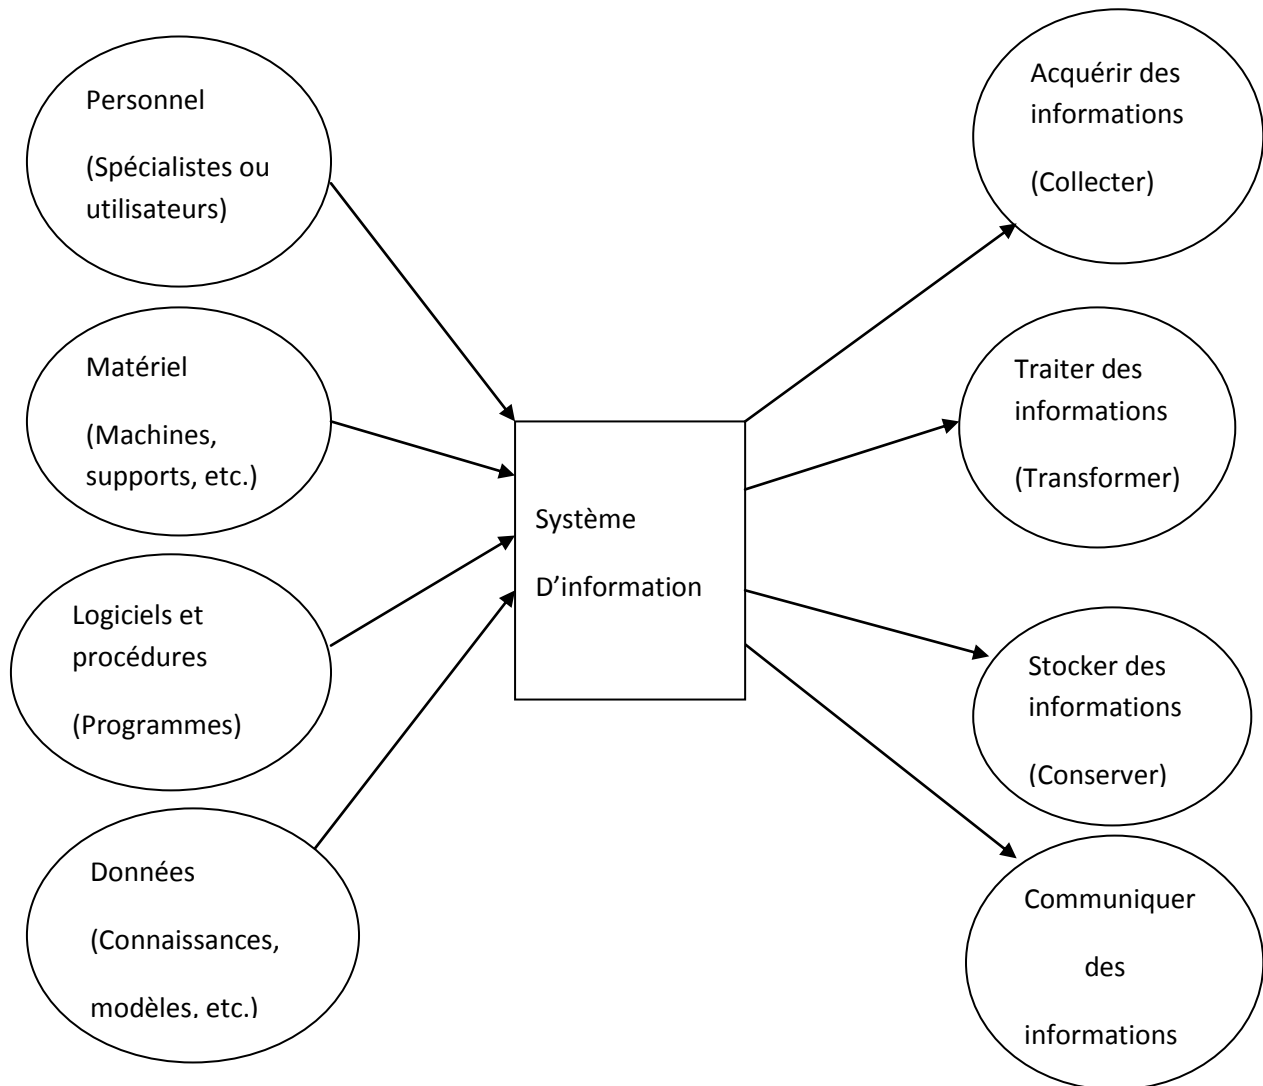 Personnel
(Spécialistes ou
utilisateurs)
Matériel
(Machines,
supports, etc.)
Logiciels et
procédures
(Programmes)
Données
(Connaissances,
modèles, etc.)
Système
D’information
Acquérir des
informations
(Collecter)
Traiter des
informations
(Transformer)
Stocker des
informations
(Conserver)
Communiquer
des
informations